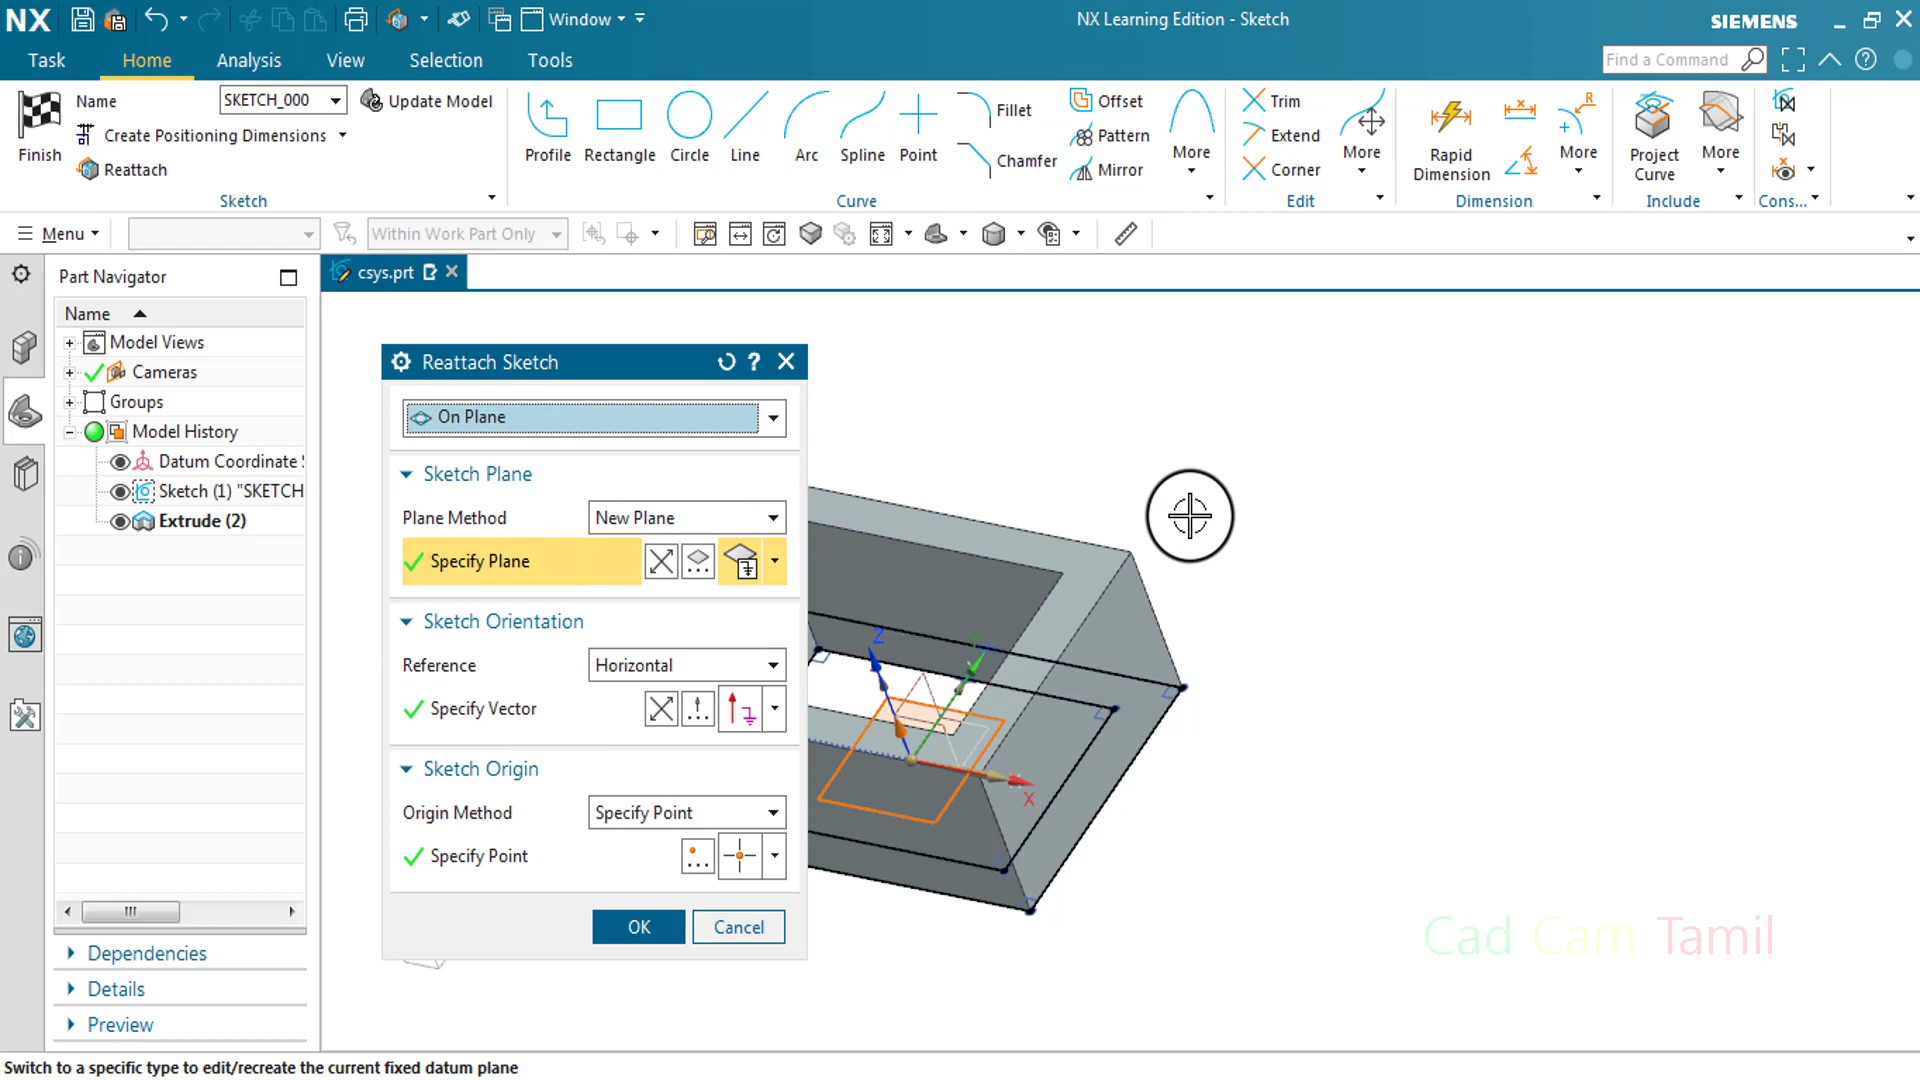 NX
Window
NX Learning Edition - Sketch
SIEMENS
Task
Home
Analysis
View
Selection
Tools
Find a Command
Finish
Name
SKETCH_000
Update Model
Create Positioning Dimensions
Reattach
Sketch
Profile
Rectangle
Circle
Line
Arc
Spline
Point
Fillet
Chamfer
Offset
Pattern
Mirror
More
Curve
Trim
Extend
Corner
More
Edit
Rapid
Dimension
More
Dimension
Project
Curve
More
Include
Cons...
Menu
Within Work Part Only
Part Navigator
csys.prt
Name
Model Views
Cameras
Groups
Model History
Datum Coordinate S
Sketch (1) "SKETCH
Extrude (2)
Dependencies
Details
Preview
Reattach Sketch
On Plane
Sketch Plane
Plane Method
New Plane
Specify Plane
Sketch Orientation
Reference
Horizontal
Specify Vector
Sketch Origin
Origin Method
Specify Point
Specify Point
OK
Cancel
Z
Y
X
Cad Cam Tamil
Switch to a specific type to edit/recreate the current fixed datum plane